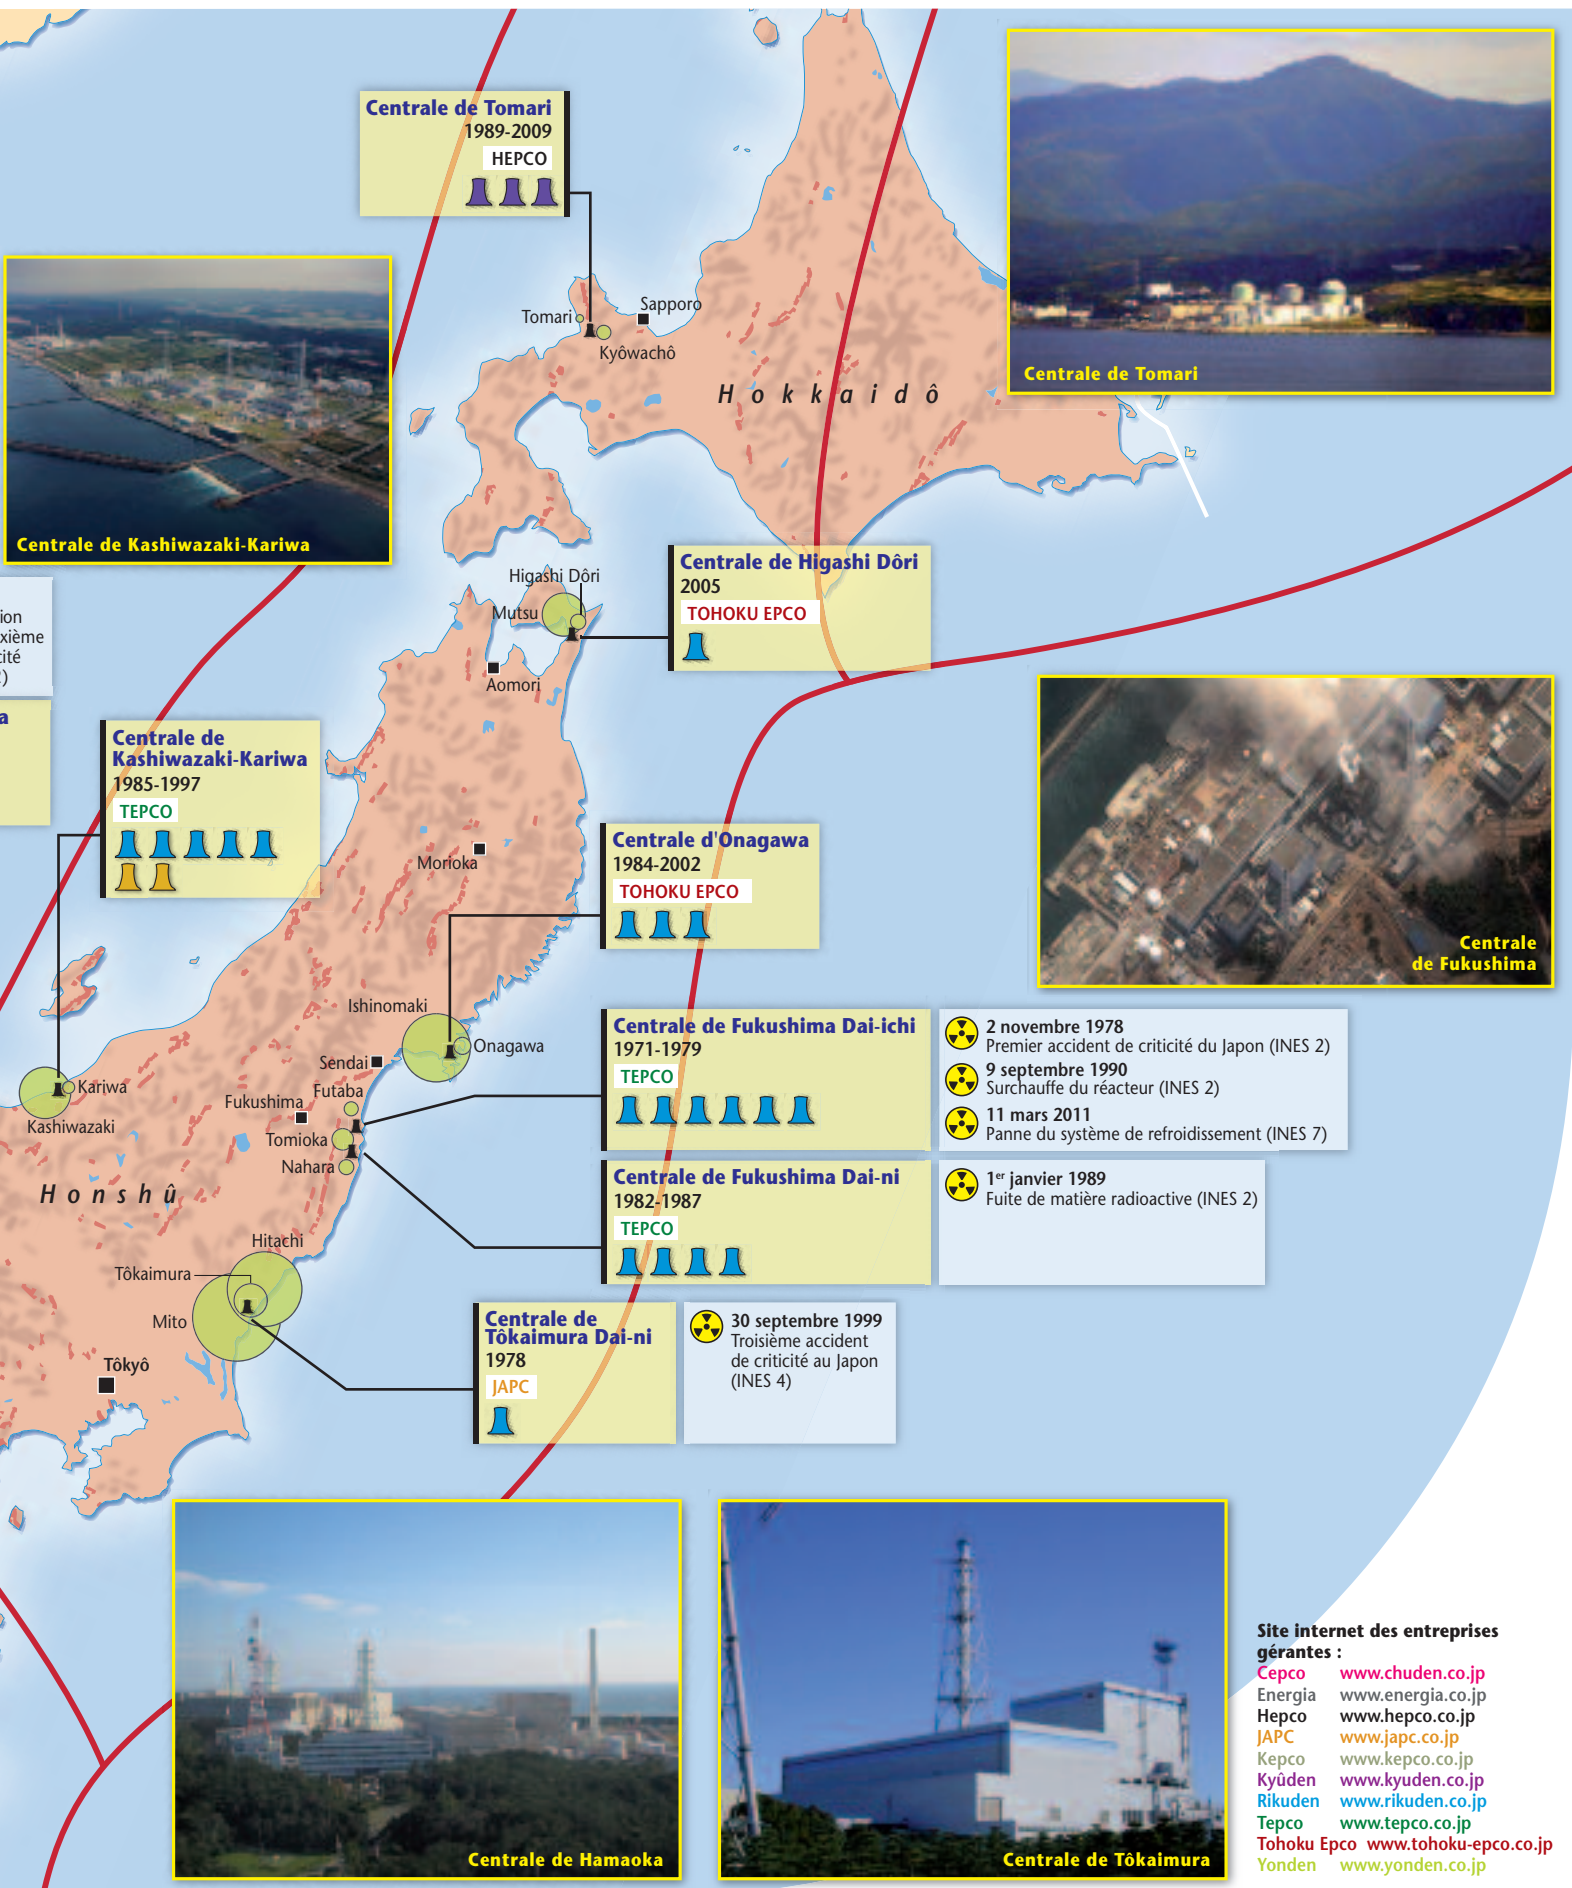 Centrale de Tomari
1989-2009
HEPCO
Centrale de Tomari
Tomari
Sapporo
Kyôwachô
Hokkaidô
Centrale de Kashiwazaki-Kariwa
Higashi Dôri
Mutsu
Aomori
Centrale de Higashi Dôri
2005
TOHOKU EPCO
ion
xième
cité
)
a
Centrale de
Kashiwazaki-Kariwa
1985-1997
TEPCO
Morioka
Centrale d'Onagawa
1984-2002
TOHOKU EPCO
Centrale
de Fukushima
Ishinomaki
Onagawa
Sendai
Kariwa
Kashiwazaki
Futaba
Fukushima
Tomioka
Nahara
Honshû
Centrale de Fukushima Dai-ichi
1971-1979
TEPCO
2 novembre 1978
Premier accident de criticité du Japon (INES 2)
9 septembre 1990
Surchauffe du réacteur (INES 2)
11 mars 2011
Panne du système de refroidissement (INES 7)
Centrale de Fukushima Dai-ni
1982-1987
TEPCO
1er janvier 1989
Fuite de matière radioactive (INES 2)
Hitachi
Tôkaimura
Mito
Tôkyô
Centrale de
Tôkaimura Dai-ni
1978
JAPC
30 septembre 1999
Troisième accident
de criticité au Japon
(INES 4)
Centrale de Hamaoka
Centrale de Tôkaimura
Site internet des entreprises
gérantes :
Cepco www.chuden.co.jp
Energia www.energia.co.jp
Hepco www.hepco.co.jp
JAPC www.japc.co.jp
Kepco www.kepco.co.jp
Kyûden www.kyuden.co.jp
Rikuden www.rikuden.co.jp
Tepco www.tepco.co.jp
Tohoku Epco www.tohoku-epco.co.jp
Yonden www.yonden.co.jp